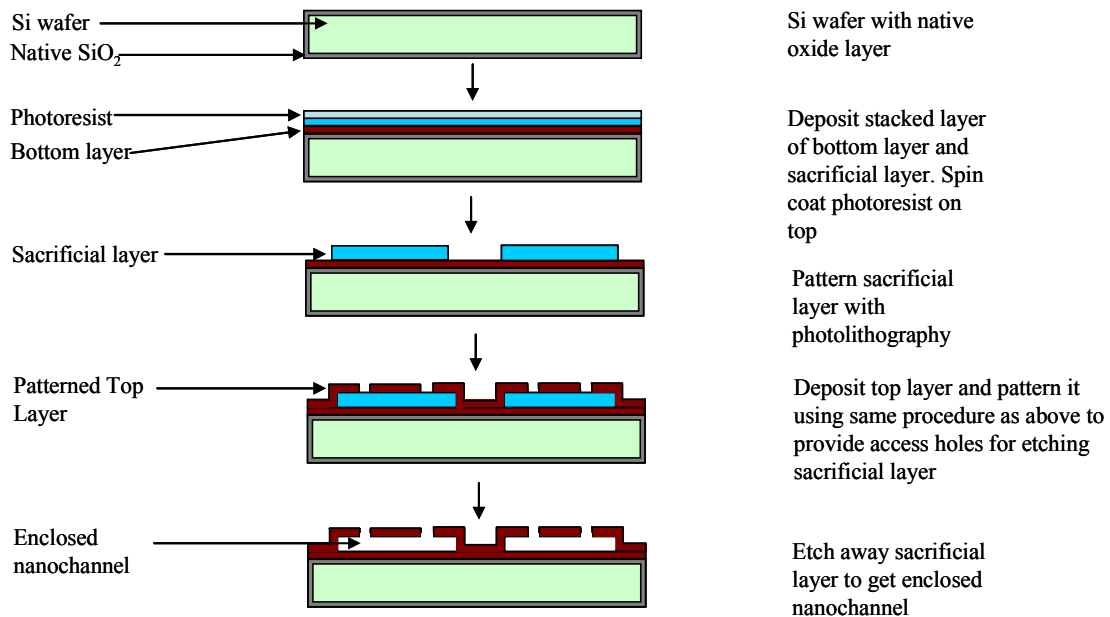 Si wafer
Native SiO₂
Si wafer with native
oxide layer
Photoresist
Bottom layer
Deposit stacked layer
of bottom layer and
sacrificial layer. Spin
coat photoresist on
top
Sacrificial layer
Pattern sacrificial
layer with
photolithography
Patterned Top
Layer
Deposit top layer and pattern it
using same procedure as above to
provide access holes for etching
sacrificial layer
Enclosed
nanochannel
Etch away sacrificial
layer to get enclosed
nanochannel